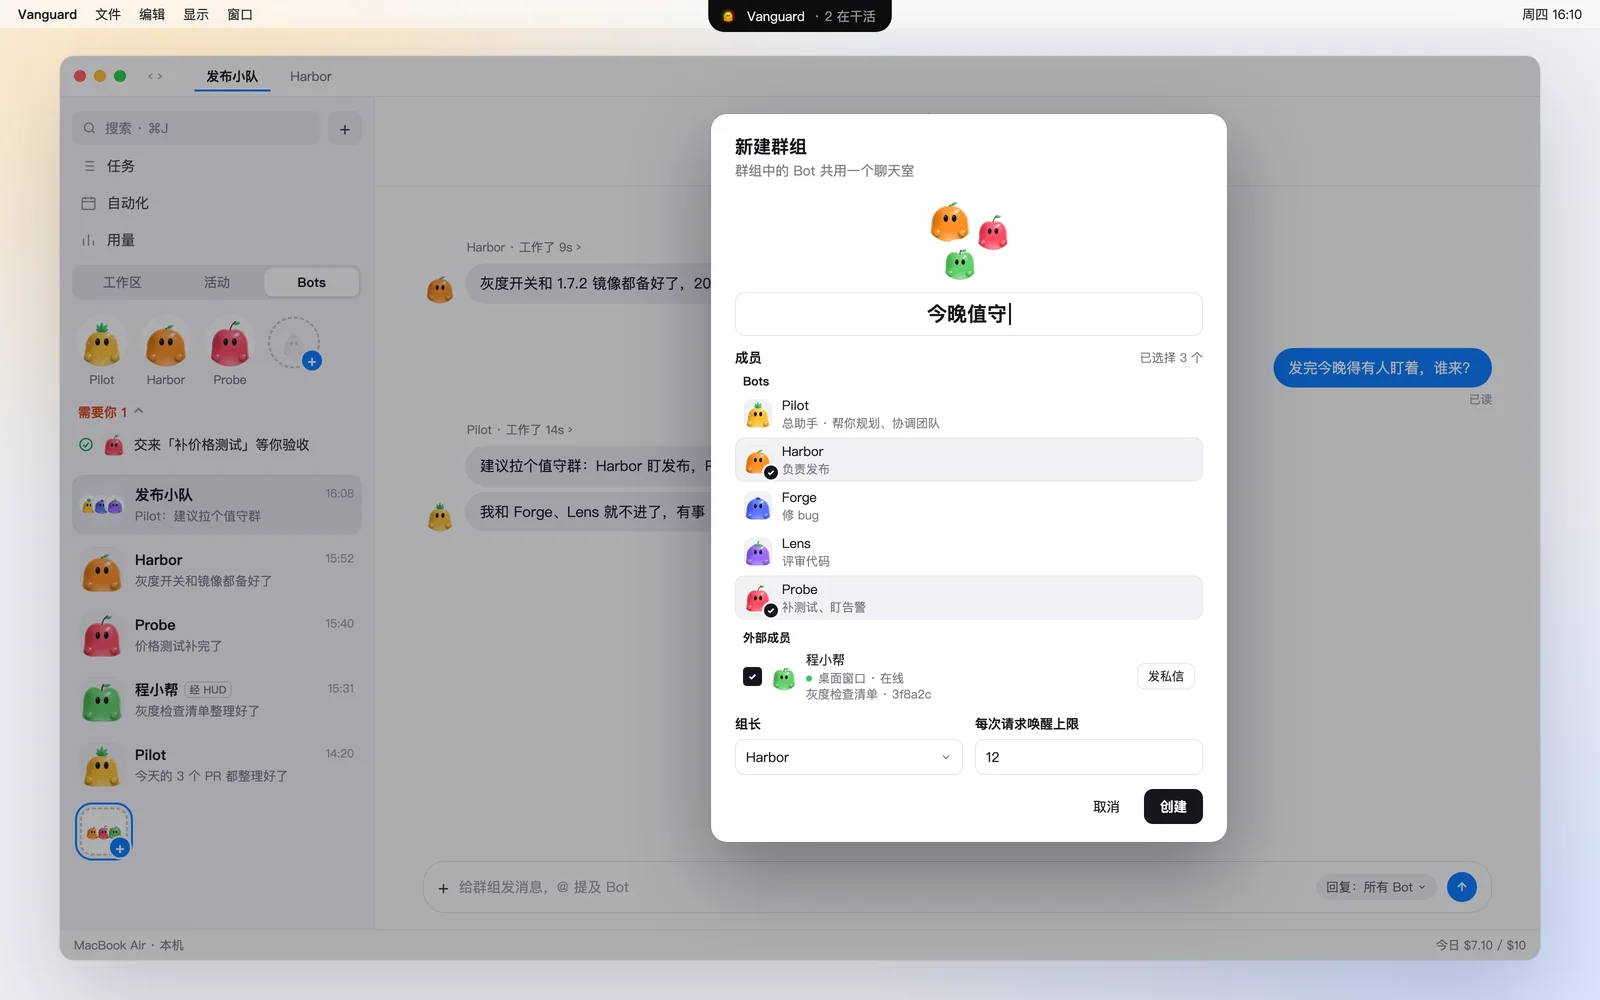 Vanguard 文件 编辑 显示 窗口
Vanguard · 2 在干活
周四 16:10
发布小队 Harbor
搜索 · ⌘J
任务
自动化
用量
工作区 活动 Bots
Pilot Harbor Probe
需要你 1
交来「补价格测试」等你验收
发布小队 16:08
Pilot：建议拉个值守群
Harbor 15:52
灰度开关和镜像都备好了
Probe 15:40
价格测试补完了
程小帮 经 HUD 15:31
灰度检查清单整理好了
Pilot 14:20
今天的 3 个 PR 都整理好了
MacBook Air · 本机
Harbor · 工作了 9s ›
灰度开关和 1.7.2 镜像都备好了，20
发完今晚得有人盯着，谁来？
已读
Pilot · 工作了 14s ›
建议拉个值守群：Harbor 盯发布，
我和 Forge、Lens 就不进了，有事
新建群组
群组中的 Bot 共用一个聊天室
今晚值守
成员 已选择 3 个
Bots
Pilot
总助手 · 帮你规划、协调团队
Harbor
负责发布
Forge
修 bug
Lens
评审代码
Probe
补测试、盯告警
外部成员
程小帮
桌面窗口 · 在线
灰度检查清单 · 3f8a2c
发私信
组长 每次请求唤醒上限
Harbor 12
取消 创建
给群组发消息，@ 提及 Bot
回复：所有 Bot
今日 $7.10 / $10